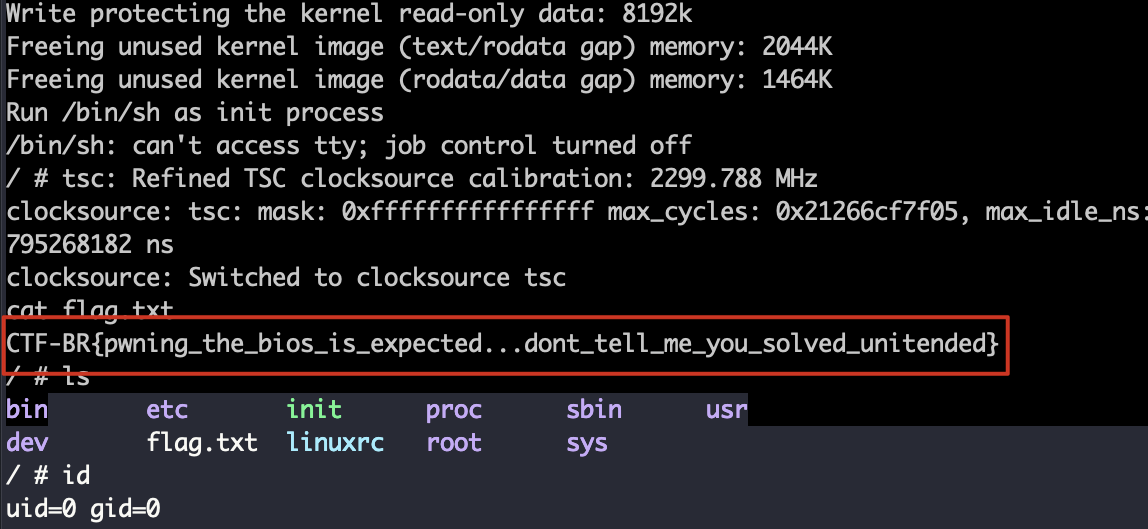 Write protecting the kernel read-only data: 8192k
Freeing unused kernel image (text/rodata gap) memory: 2044K
Freeing unused kernel image (rodata/data gap) memory: 1464K
Run /bin/sh as init process
/bin/sh: can't access tty; job control turned off
/ # tsc: Refined TSC clocksource calibration: 2299.788 MHz
clocksource: tsc: mask: 0xffffffffffffffff max_cycles: 0x21266cf7f05, max_idle_ns:
795268182 ns
clocksource: Switched to clocksource tsc
cat flag.txt
CTF-BR{pwning_the_bios_is_expected...dont_tell_me_you_solved_unitended}
/ # ls
bin etc init proc sbin usr
dev flag.txt linuxrc root sys
/ # id
uid=0 gid=0